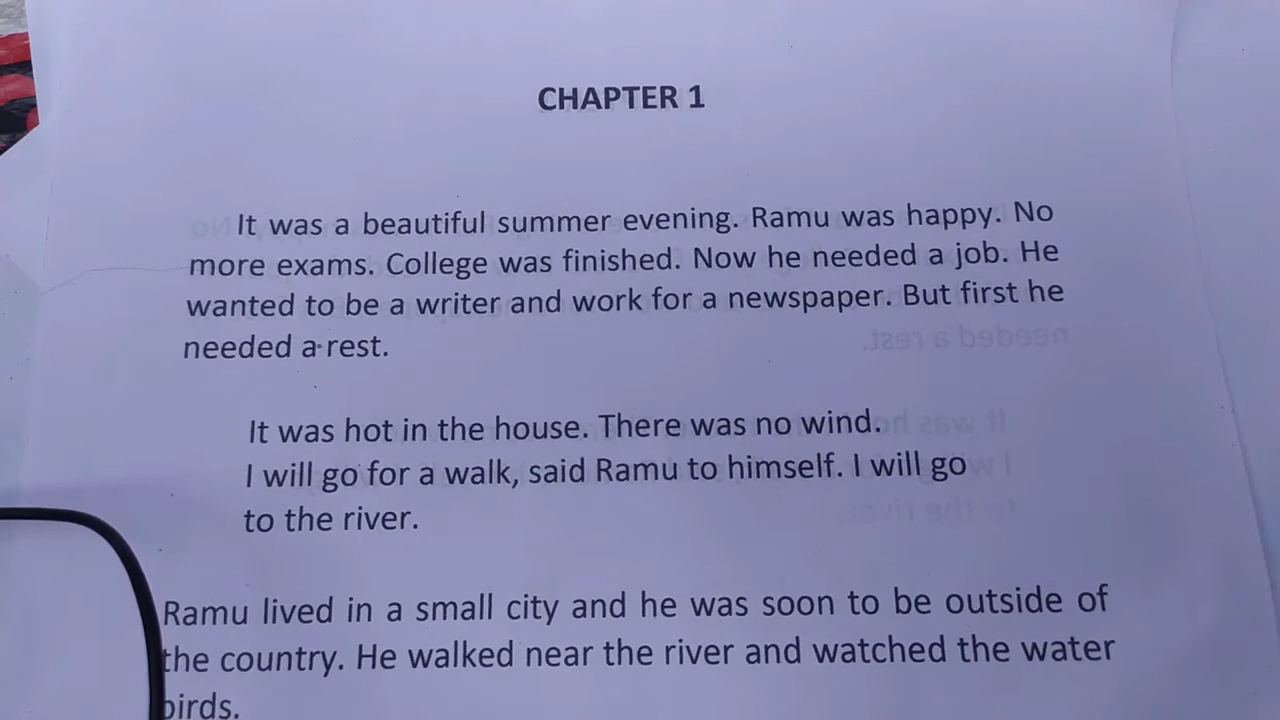 CHAPTER 1
It was a beautiful summer evening. Ramu was happy. No
more exams. College was finished. Now he needed a job. He
wanted to be a writer and work for a newspaper. But first he
needed a rest.
It was hot in the house. There was no wind.
I will go for a walk, said Ramu to himself. I will go
to the river.
Ramu lived in a small city and he was soon to be outside of
the country. He walked near the river and watched the water
birds.